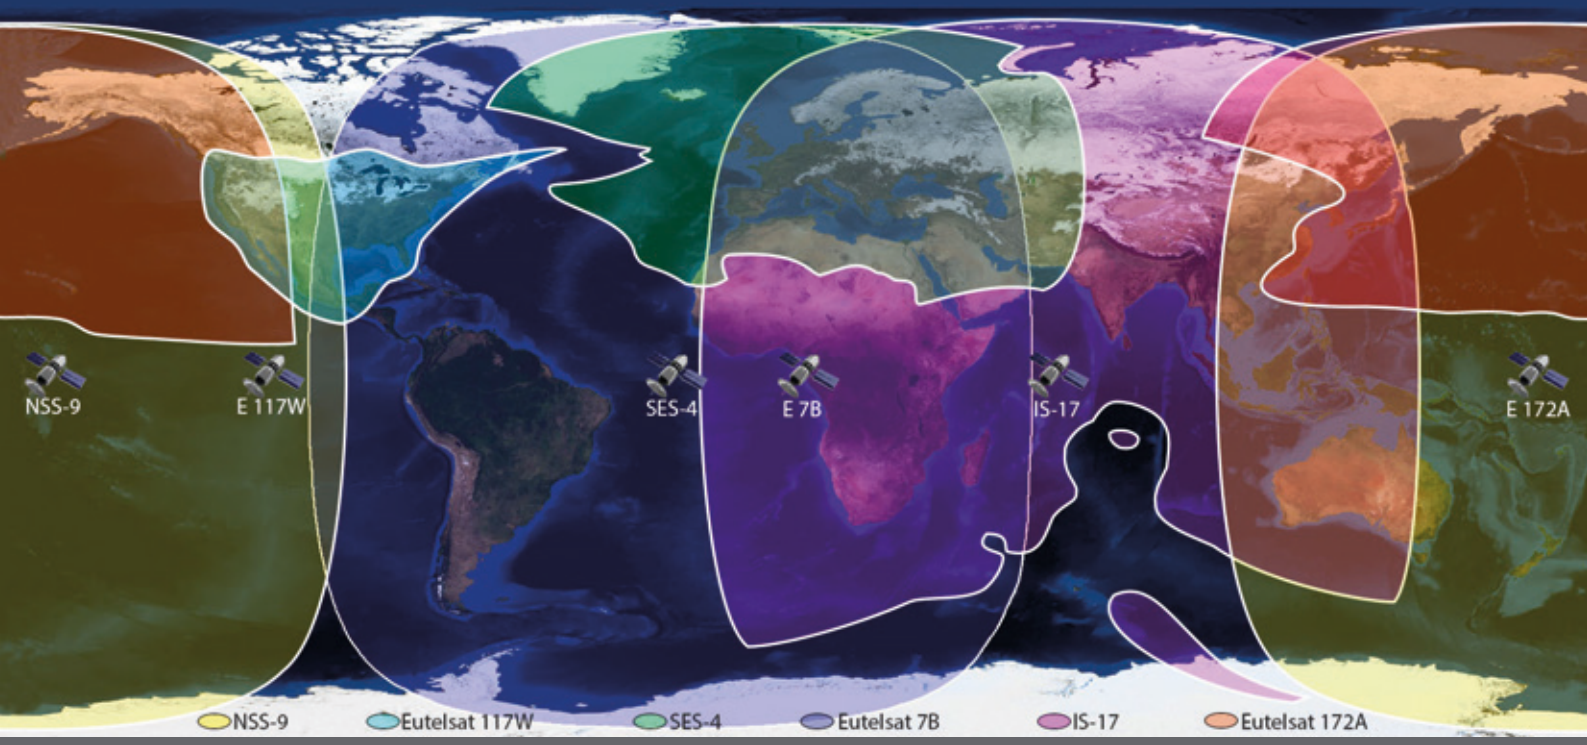 NSS-9
E 117W
SES-4
E 7B
IS-17
E 172A
NSS-9 Eutelsat 117W SES-4 Eutelsat 7B IS-17 Eutelsat 172A